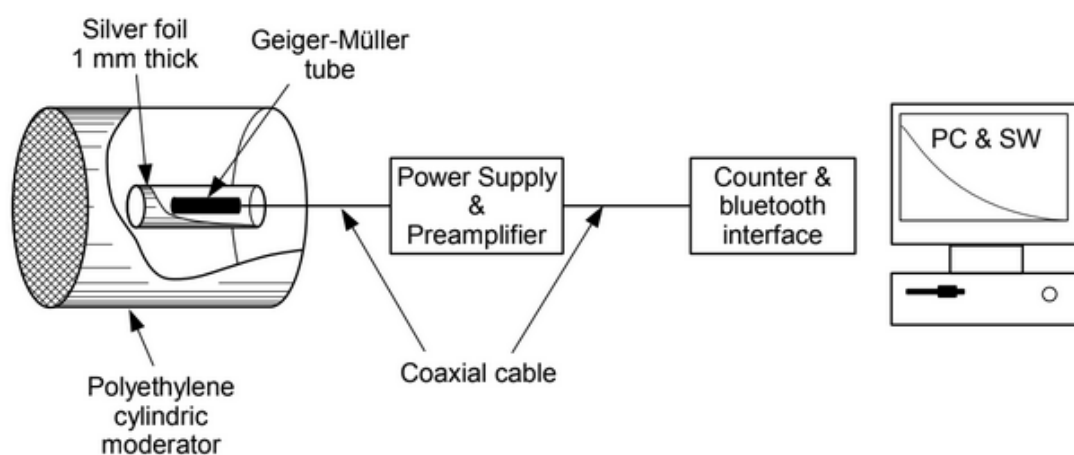 Silver foil
1 mm thick
Geiger-Müller
tube
Power Supply
&
Preamplifier
Counter &
bluetooth
interface
PC & SW
Coaxial cable
Polyethylene
cylindric
moderator